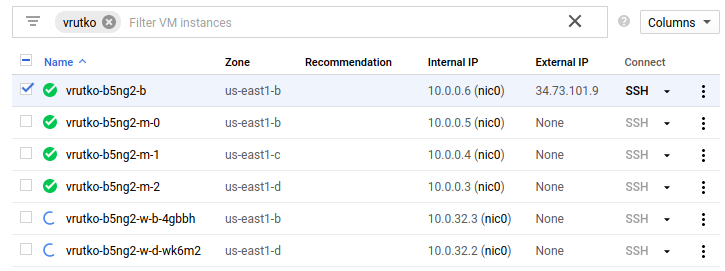 vrutko Filter VM instances Columns
Name Zone Recommendation Internal IP External IP Connect
vrutko-b5ng2-b us-east1-b 10.0.0.6 (nic0) 34.73.101.9 SSH
vrutko-b5ng2-m-0 us-east1-b 10.0.0.5 (nic0) None SSH
vrutko-b5ng2-m-1 us-east1-c 10.0.0.4 (nic0) None SSH
vrutko-b5ng2-m-2 us-east1-d 10.0.0.3 (nic0) None SSH
vrutko-b5ng2-w-b-4gbbh us-east1-b 10.0.32.3 (nic0) None SSH
vrutko-b5ng2-w-d-wk6m2 us-east1-d 10.0.32.2 (nic0) None SSH